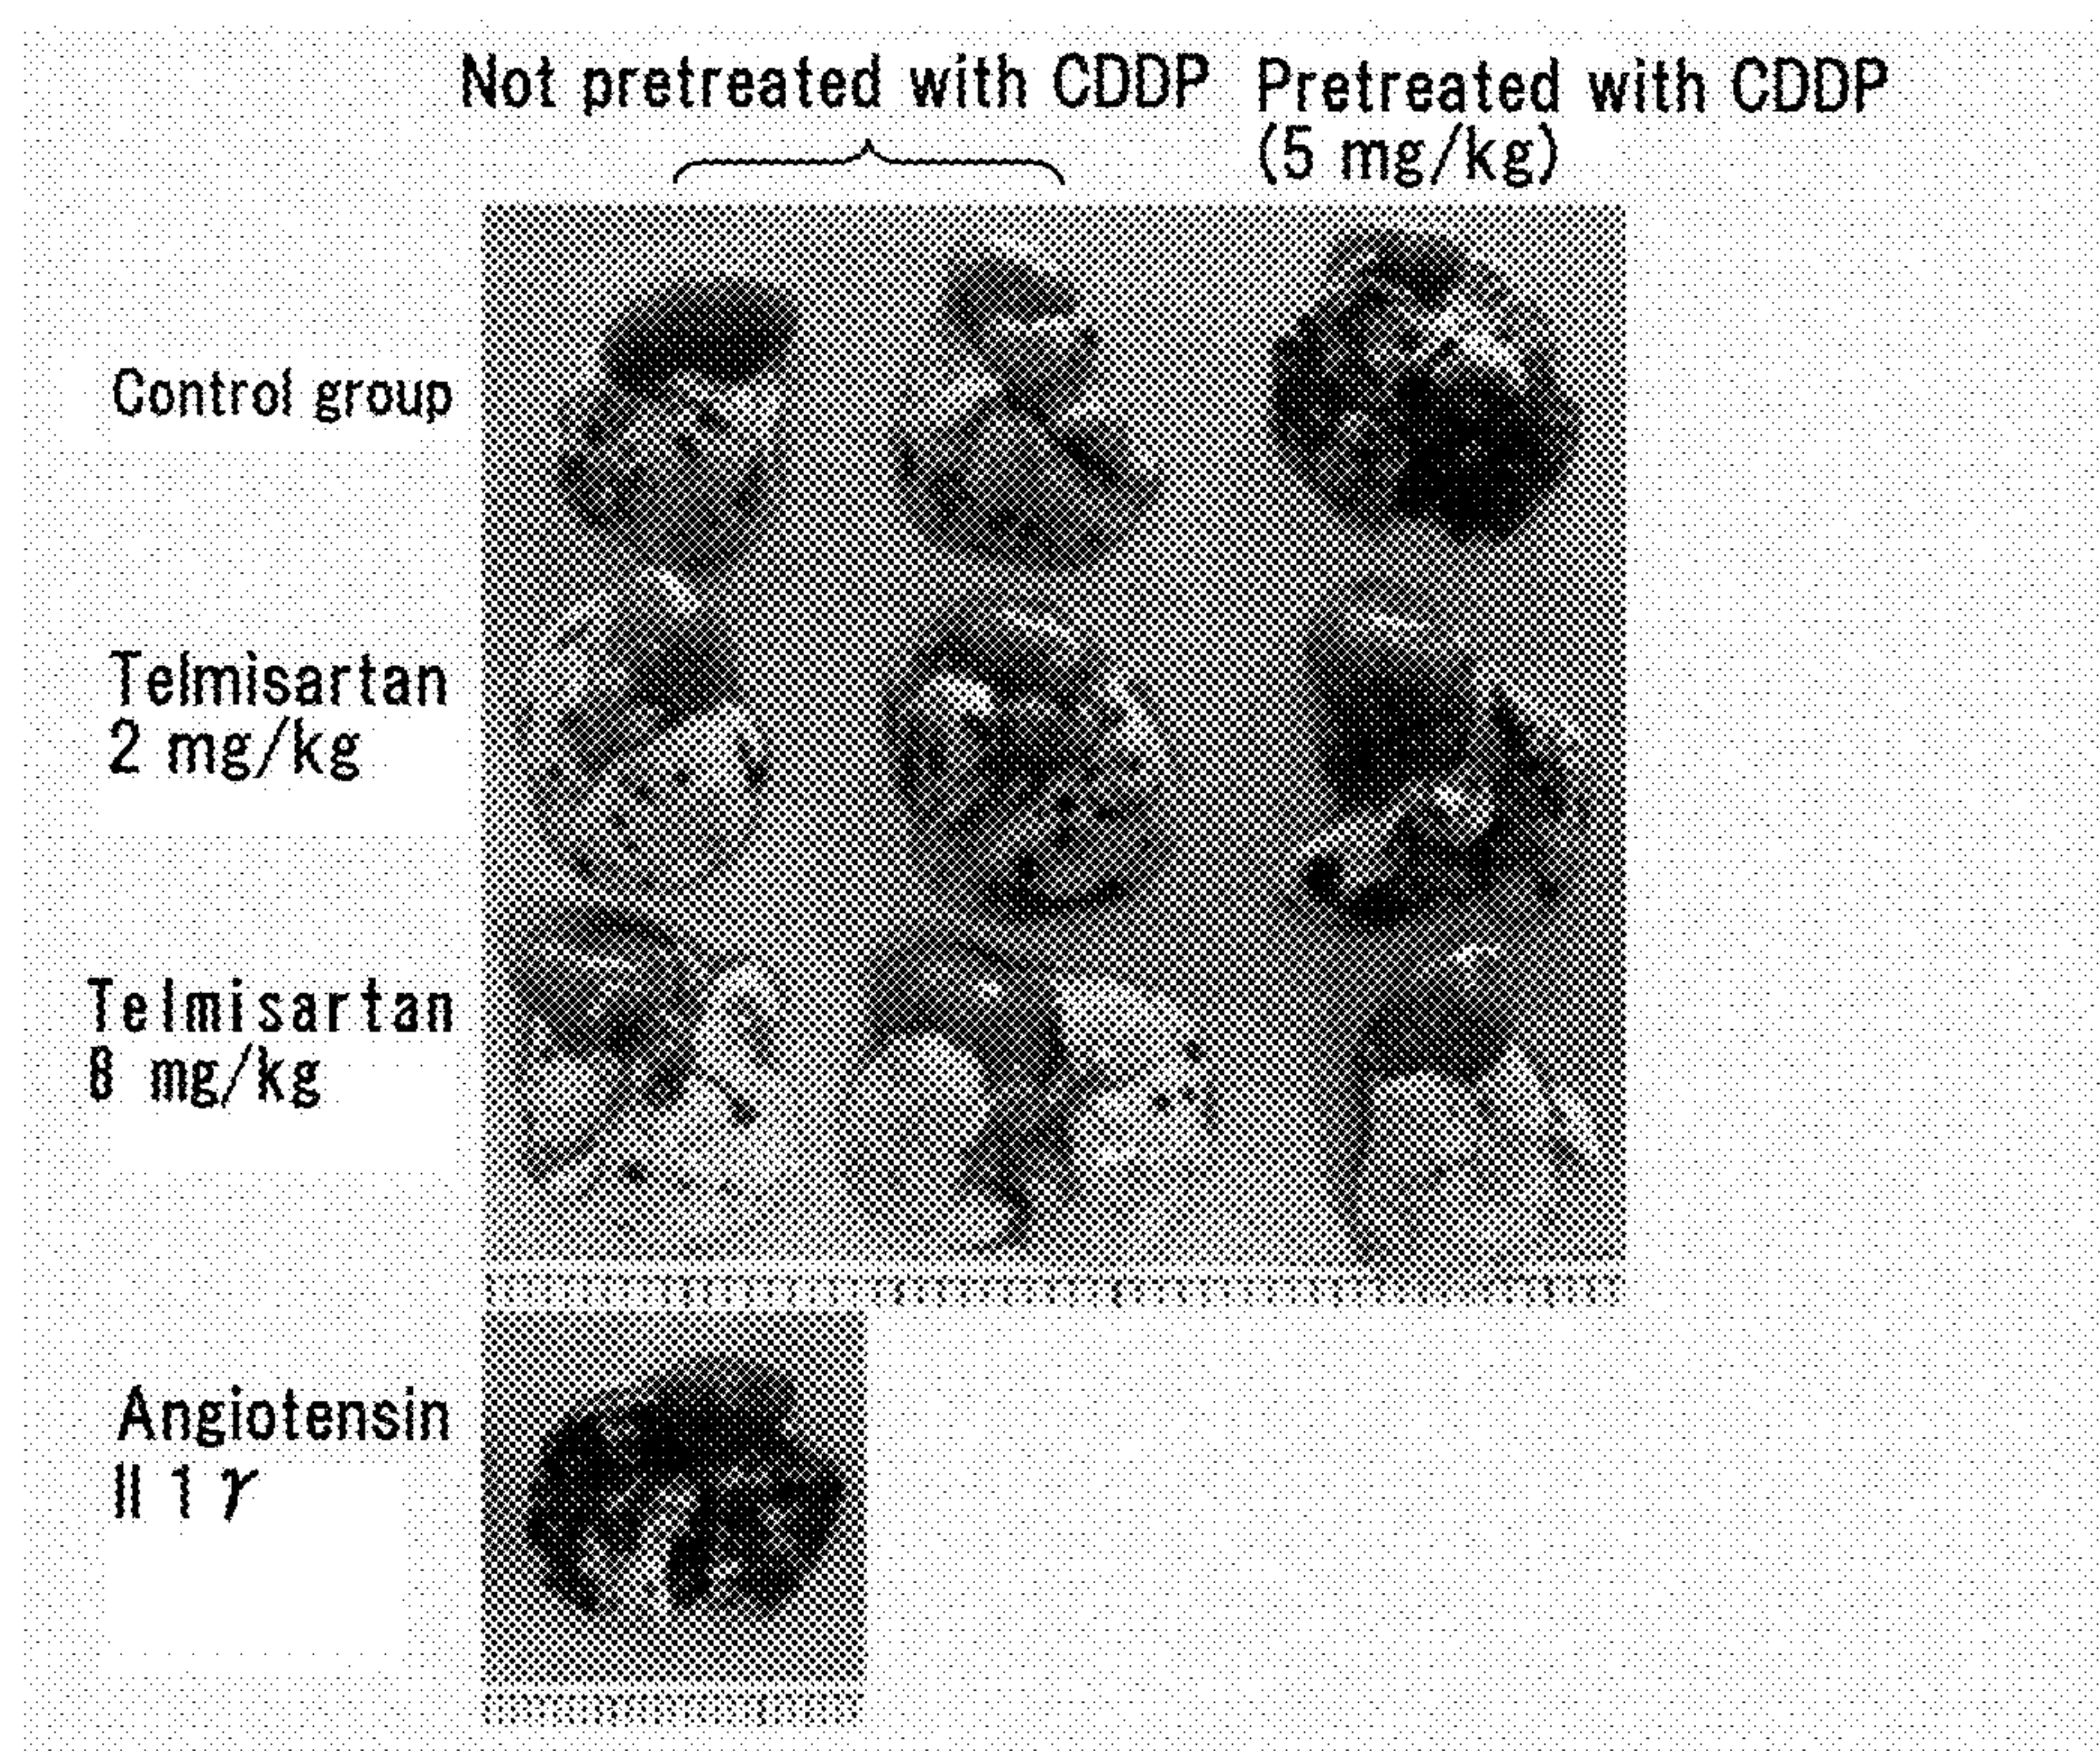 Not pretreated with CDDP
Pretreated with CDDP
(5 mg/kg)
Control group
Telmisartan
2 mg/kg
Telmisartan
8 mg/kg
Angiotensin
II 1γ